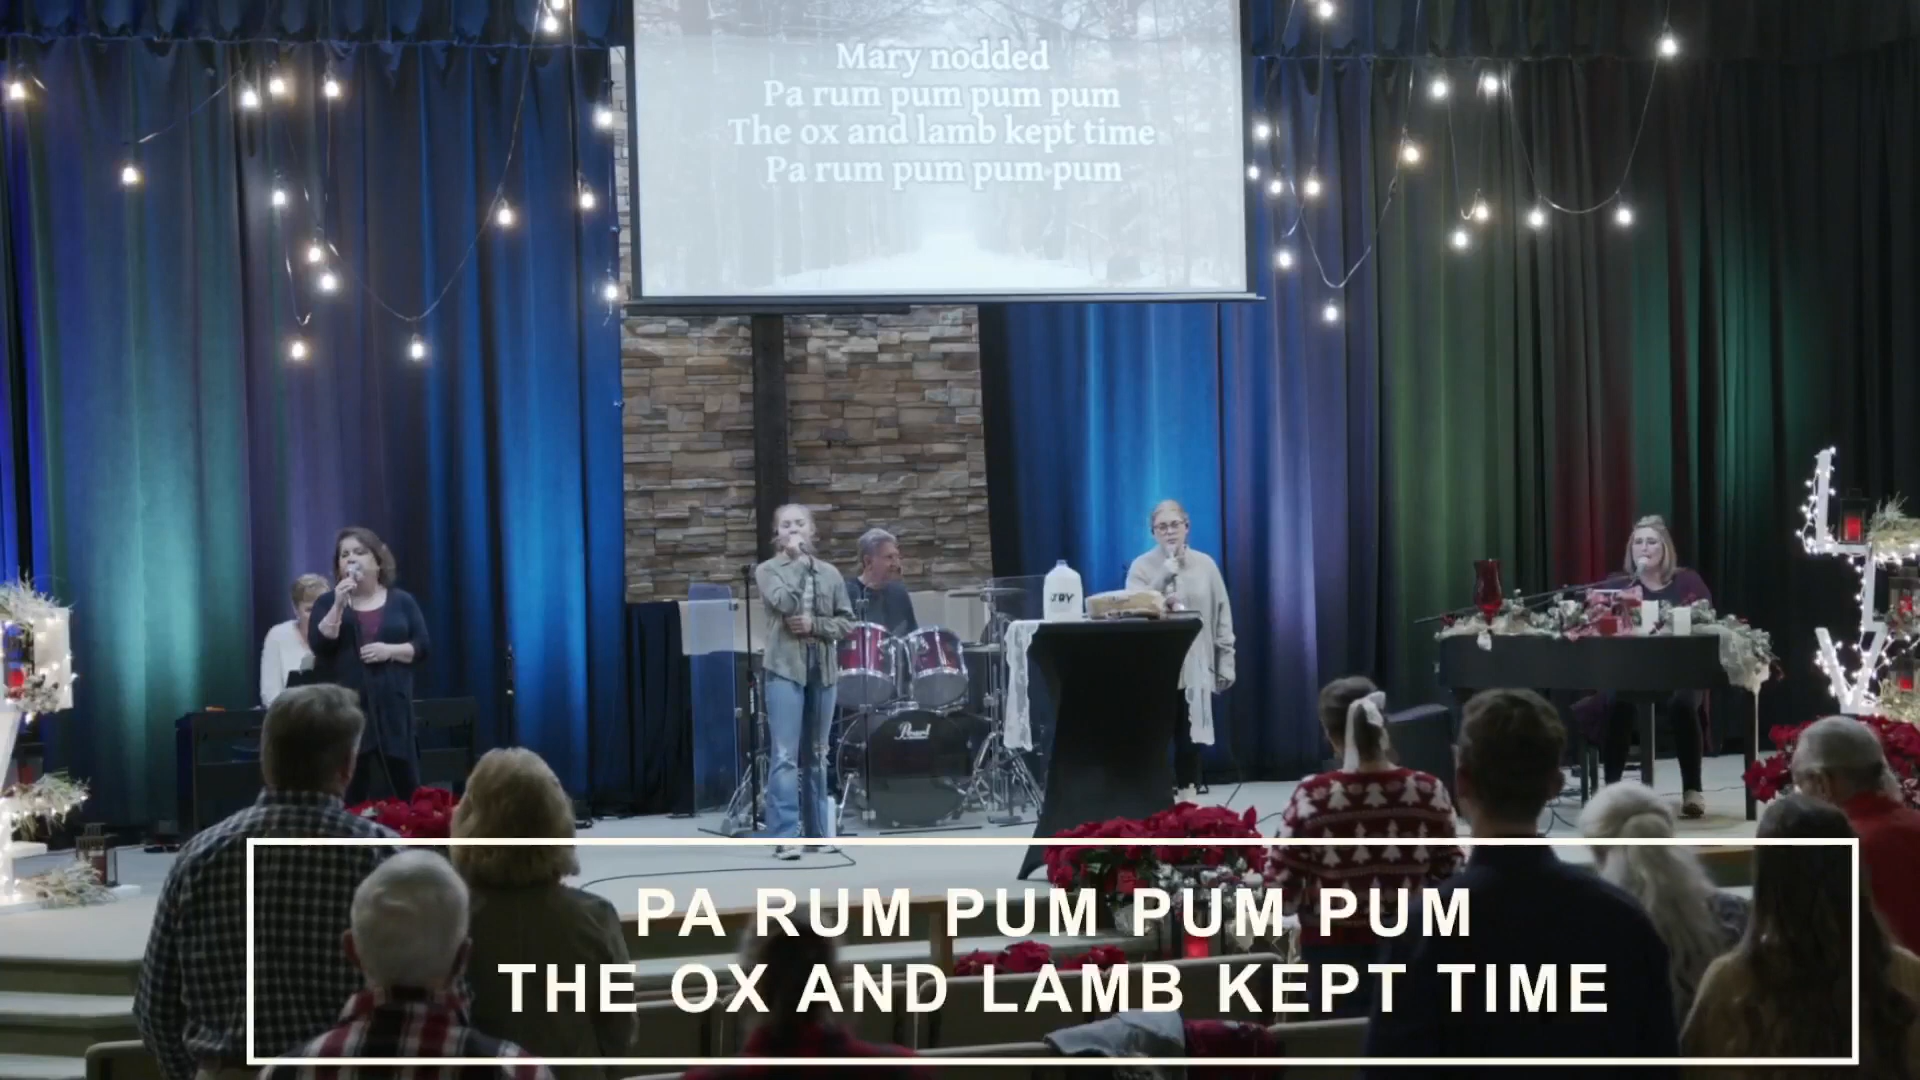 Mary nodded
Pa rum pum pum pum
The ox and lamb kept time
Pa rum pum pum pum
JOY
Pearl
PA RUM PUM PUM PUM
THE OX AND LAMB KEPT TIME